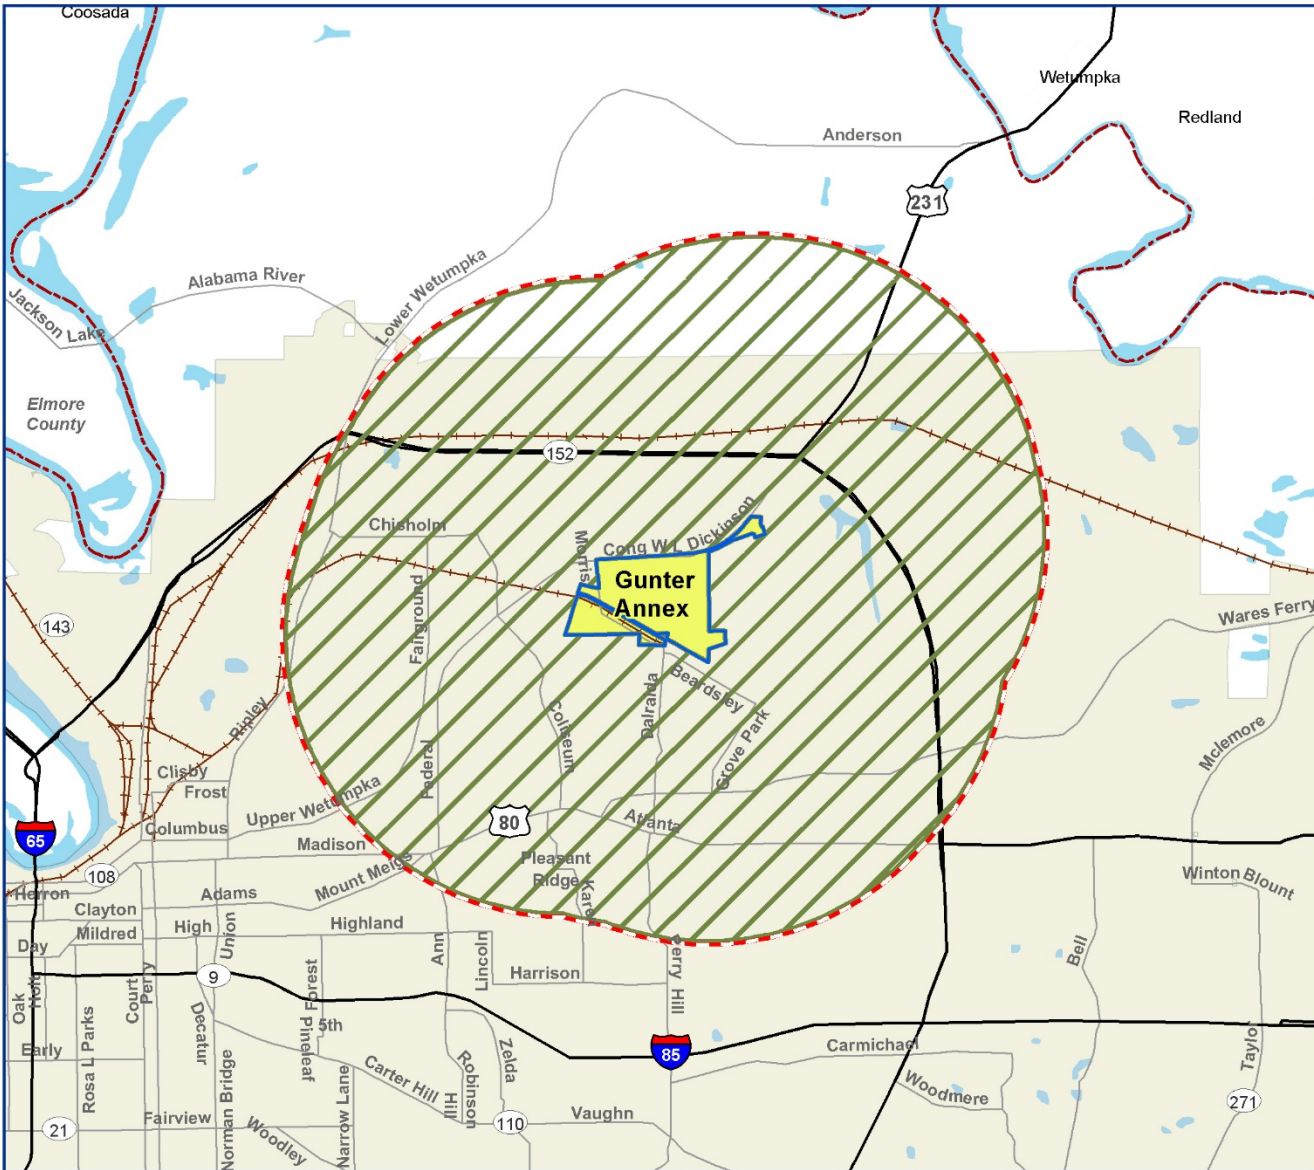 Coosada
Wetumpka
Redland
Anderson
231
Alabama River
Lower Wetumpka
Jackson Lake
Elmore
County
152
Chisholm
Morris
Cong W L Dickinson
Gunter
Annex
143
Fairground
Wares Ferry
Ripley
Coliseum
Dalraida
Beardsley
Grove Park
Mclemore
Federal
Clisby
Frost
Upper Wetumpka
80
Atlanta
Columbus
65
Madison
108
Mount Meigs
Pleasant
Ridge
Karen
Winton Blount
Herron
Adams
Clayton
High
Union
Highland
Mildred
Day
Ann
Lincoln
Perry Hill
Bell
Harrison
9
Oak
Holt
Court
Perry
Forest
Rosa L Parks
Decatur
5th
Pineleaf
Early
Zelda
85
Carmichael
Taylor
Carter Hill
Robinson
Hill
Woodmere
Norman Bridge
Narrow Lane
21
Fairview
Woodley
110
Vaughn
271